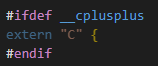 #ifdef __cplusplus
extern "C" {
#endif